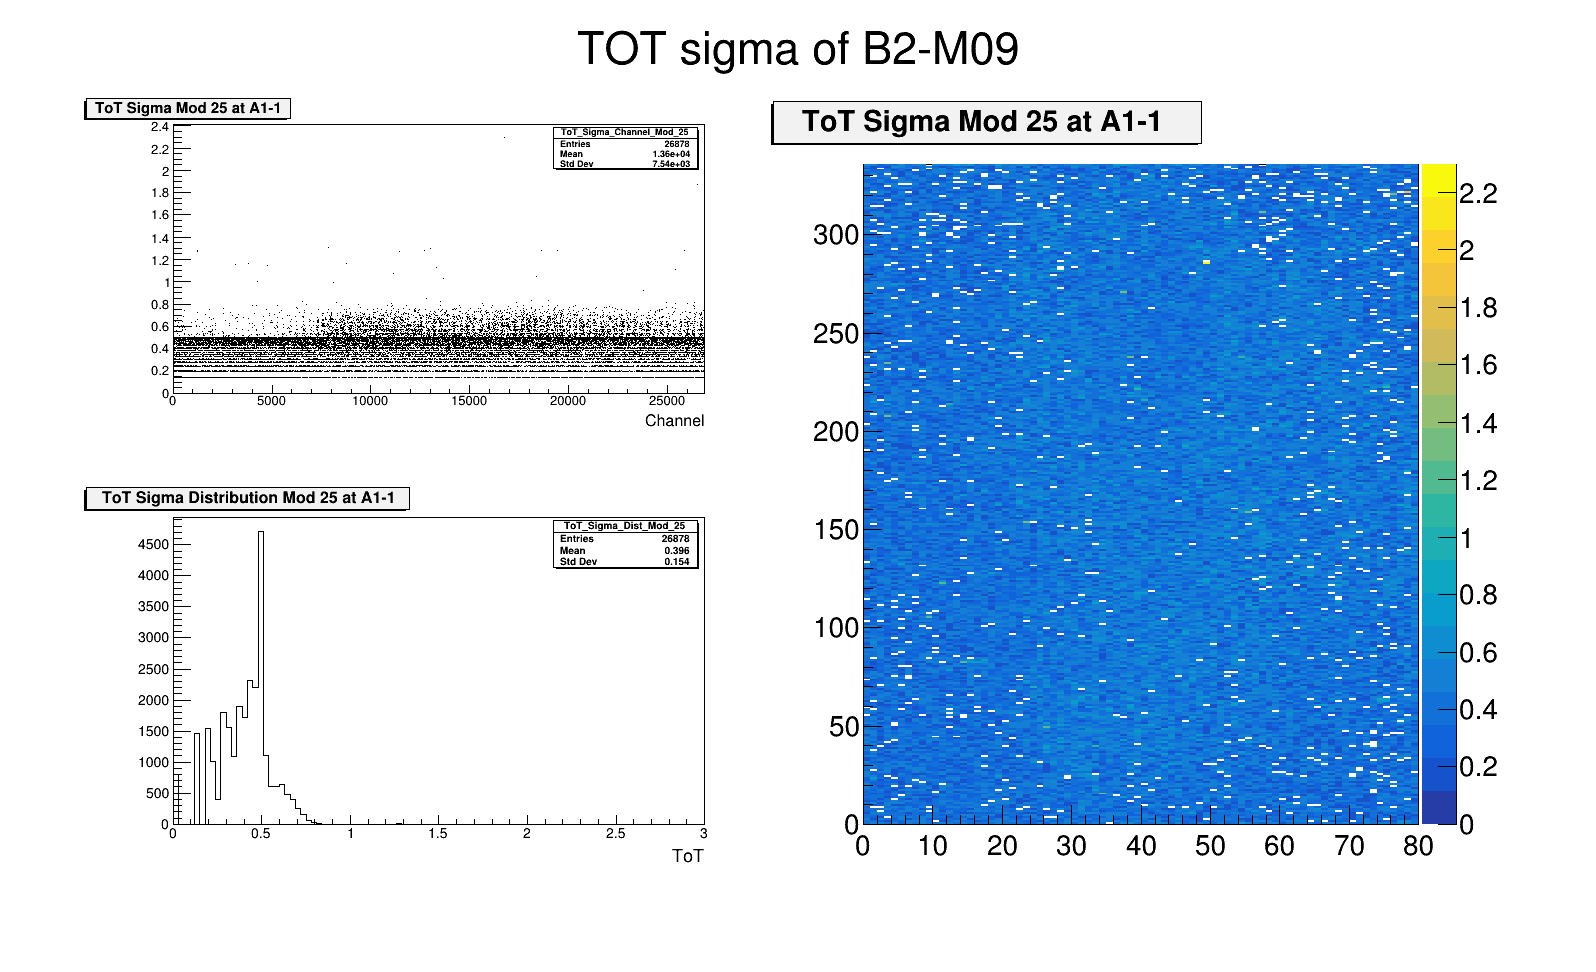 TOT sigma of B2-M09
ToT Sigma Mod 25 at A1-1
ToT_Sigma_Channel_Mod_25
Entries 26878
Mean 1.36e+04
Std Dev 7.54e+03
2.4
2.2
2
1.8
1.6
1.4
1.2
1
0.8
0.6
0.4
0.2
0
0 5000 10000 15000 20000 25000
Channel
ToT Sigma Distribution Mod 25 at A1-1
ToT_Sigma_Dist_Mod_25
Entries 26878
Mean 0.396
Std Dev 0.154
4500
4000
3500
3000
2500
2000
1500
1000
500
0
0 0.5 1 1.5 2 2.5 3
ToT
ToT Sigma Mod 25 at A1-1
300
250
200
150
100
50
0
0 10 20 30 40 50 60 70 80
2.2
2
1.8
1.6
1.4
1.2
1
0.8
0.6
0.4
0.2
0